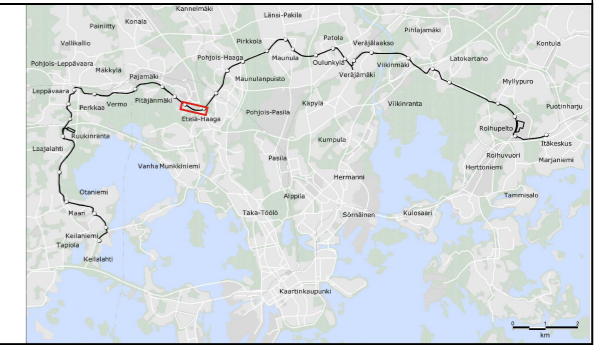 Kannelmäki
Länsi-Pakila
Konala
Painiitty
Pihlajamäki
Patola
Pirkkola
Veräjälaakso
Vallikallio
Kontula
Pohjois-Haaga
Maunula
Latokartano
Oulunkylä
Pohjois-Leppävaara
Viikinmäki
Mäkkylä
Pajamäki
Maunulanpuisto
Veräjämäki
Myllypuro
Leppävaara
Pitäjänmäki
Perkkaa
Vermo
Käpylä
Viikinranta
Puotinharju
Pohjois-Pasila
Etelä-Haaga
Roihupelto
Ruukinranta
Kumpula
Itäkeskus
Laajalahti
Pasila
Roihuvuori
Marjaniemi
Vanha Munkkiniemi
Herttoniemi
Hermanni
Otaniemi
Alppila
Tammisalo
Maari
Taka-Töölö
Sörnäinen
Kulosaari
Keilaniemi
Tapiola
Keilalahti
Kaartinkaupunki
0 1 2
km